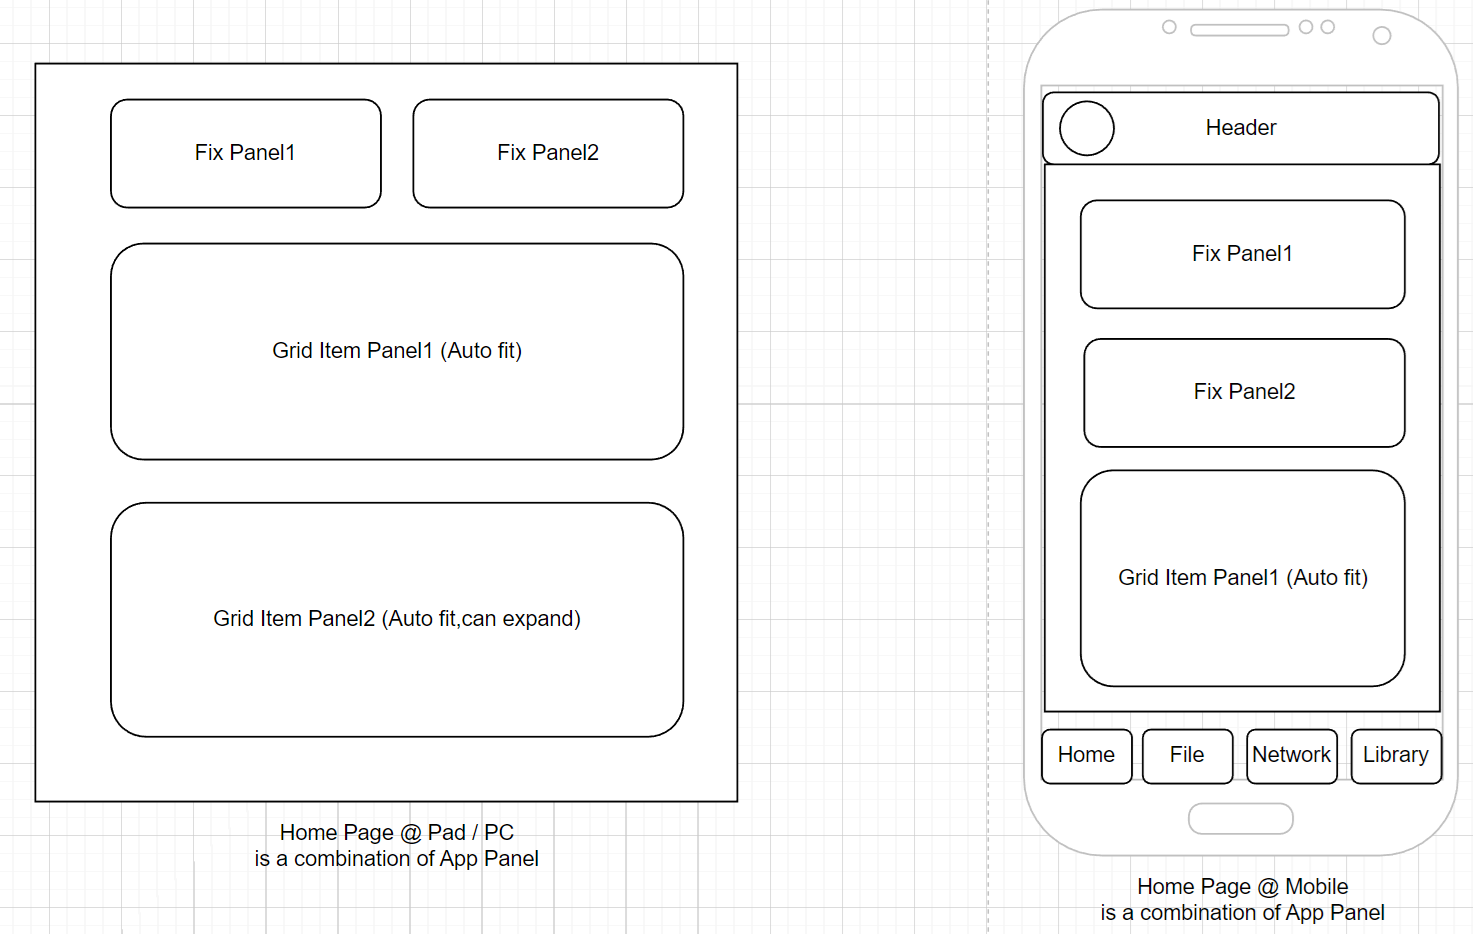 Fix Panel1
Fix Panel2
Grid Item Panel1 (Auto fit)
Grid Item Panel2 (Auto fit,can expand)
Home Page @ Pad / PC
is a combination of App Panel
Header
Fix Panel1
Fix Panel2
Grid Item Panel1 (Auto fit)
Home
File
Network
Library
Home Page @ Mobile
is a combination of App Panel